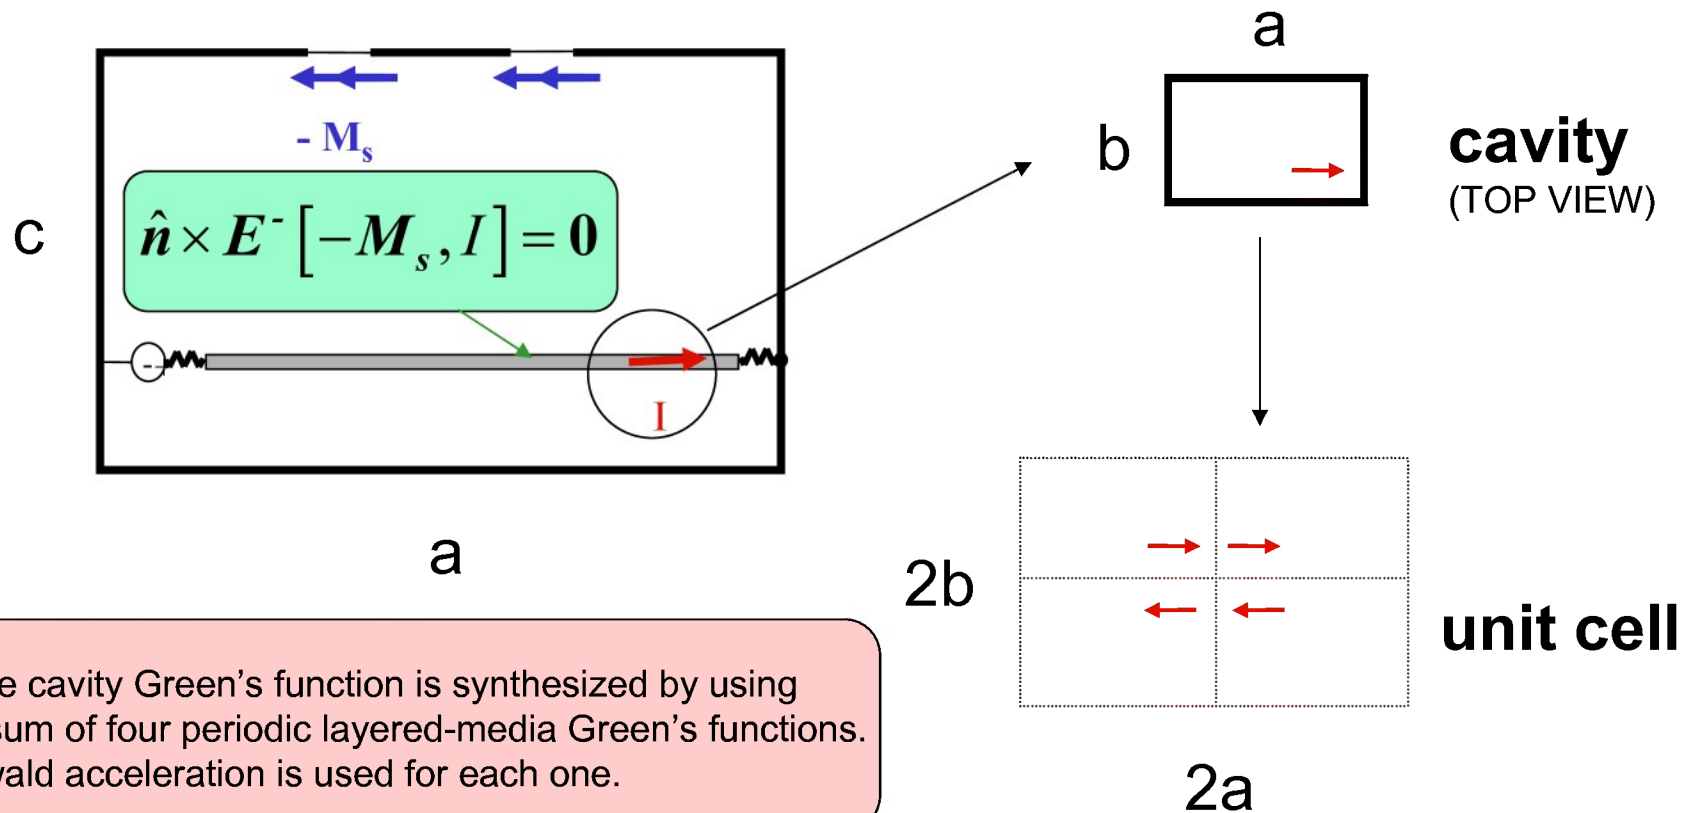 a
- Mₛ
b
cavity
(TOP VIEW)
c
n̂ × E⁻ [−Mₛ, I] = 0
--
I
a
2b
unit cell
e cavity Green's function is synthesized by using
sum of four periodic layered-media Green's functions.
wald acceleration is used for each one.
2a